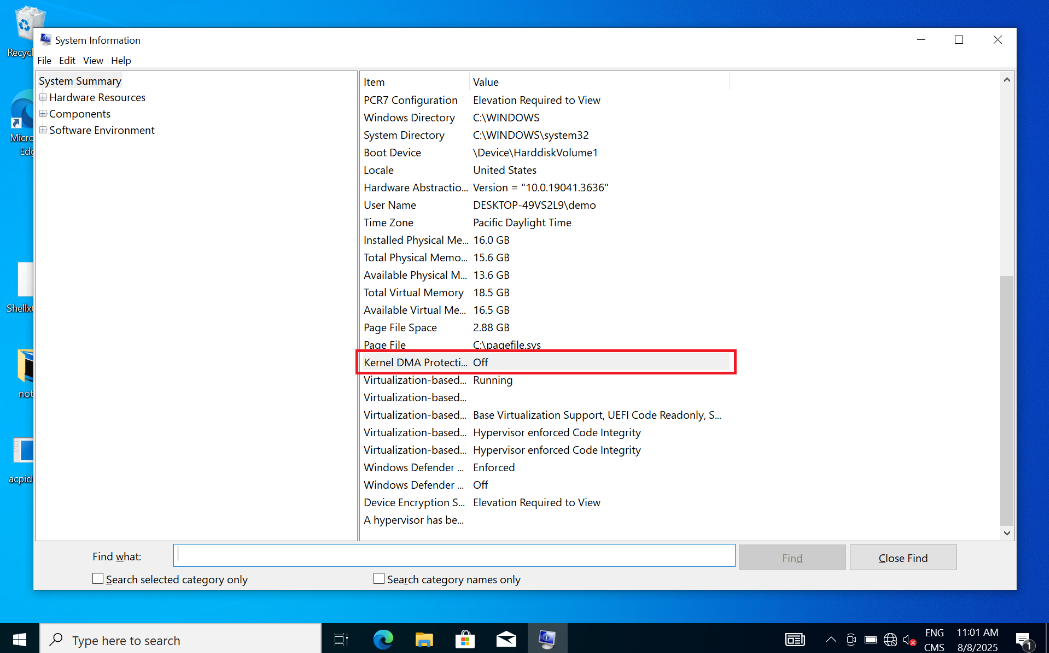 Recycl
System Information
File Edit View Help
System Summary
Hardware Resources
Components
Software Environment
Item Value
PCR7 Configuration Elevation Required to View
Windows Directory C:\WINDOWS
System Directory C:\WINDOWS\system32
Boot Device \Device\HarddiskVolume1
Locale United States
Hardware Abstractio... Version = "10.0.19041.3636"
User Name DESKTOP-49VS2L9\demo
Time Zone Pacific Daylight Time
Installed Physical Me... 16.0 GB
Total Physical Memo... 15.6 GB
Available Physical M... 13.6 GB
Total Virtual Memory 18.5 GB
Available Virtual Me... 16.5 GB
Page File Space 2.88 GB
Page File C:\pagefile.sys
Kernel DMA Protecti... Off
Virtualization-based... Running
Virtualization-based...
Virtualization-based... Base Virtualization Support, UEFI Code Readonly, S...
Virtualization-based... Hypervisor enforced Code Integrity
Virtualization-based... Hypervisor enforced Code Integrity
Windows Defender ... Enforced
Windows Defender ... Off
Device Encryption S... Elevation Required to View
A hypervisor has be...
Micro
Edg
not
acpid
Find what:
Find
Close Find
Search selected category only
Search category names only
Type here to search
ENG
CMS
11:01 AM
8/8/2025
1